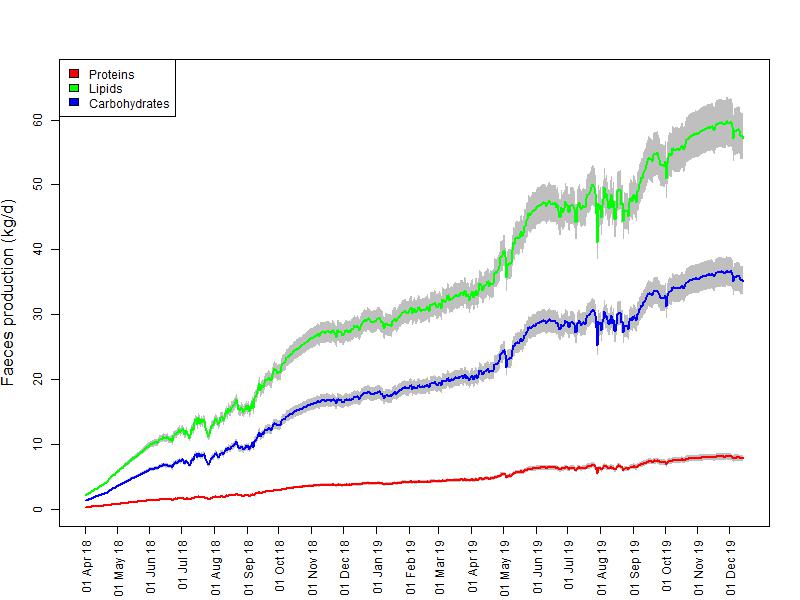 Proteins
Lipids
Carbohydrates
Faeces production (kg/d)
60
50
40
30
20
10
0
01 Apr 18
01 May 18
01 Jun 18
01 Jul 18
01 Aug 18
01 Sep 18
01 Oct 18
01 Nov 18
01 Dec 18
01 Jan 19
01 Feb 19
01 Mar 19
01 Apr 19
01 May 19
01 Jun 19
01 Jul 19
01 Aug 19
01 Sep 19
01 Oct 19
01 Nov 19
01 Dec 19